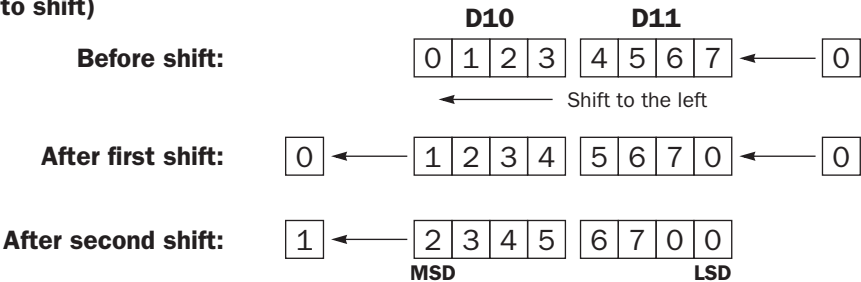 to shift)
D10 D11
Before shift: 0 1 2 3 4 5 6 7 0
Shift to the left
After first shift: 0 1 2 3 4 5 6 7 0 0
After second shift: 1 2 3 4 5 6 7 0 0
MSD LSD